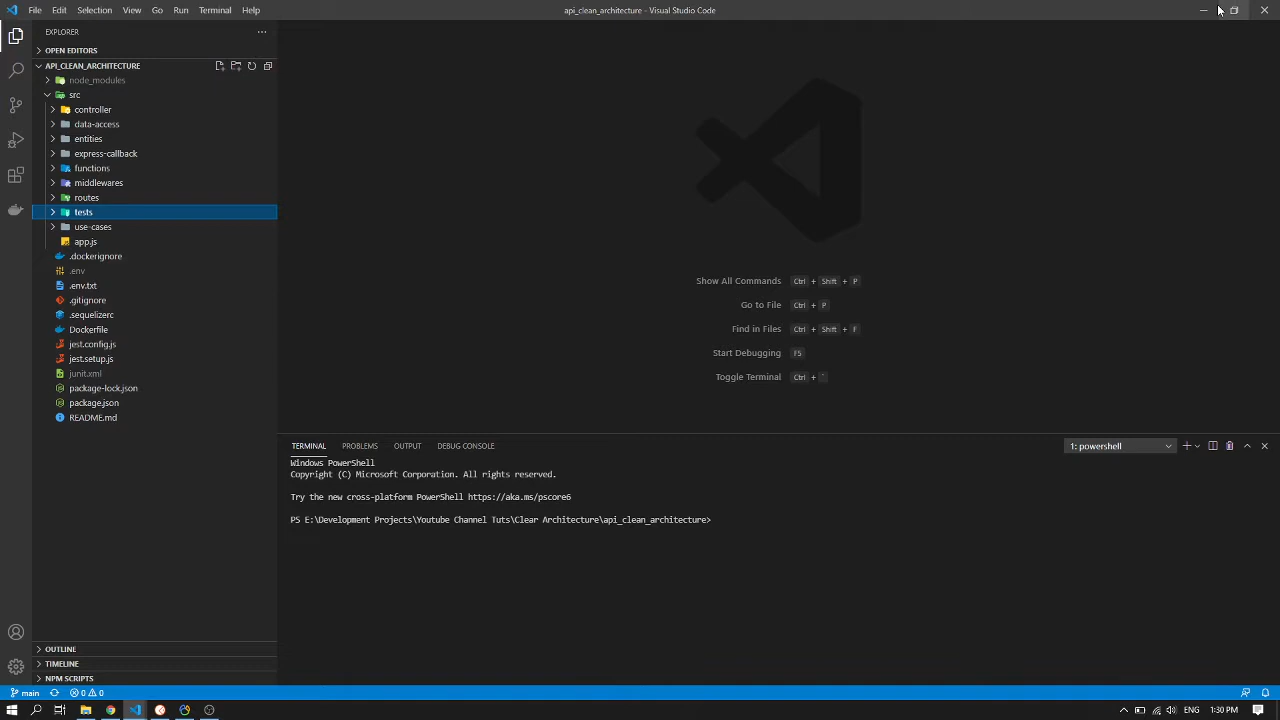 File Edit Selection View Go Run Terminal Help
api_clean_architecture - Visual Studio Code
EXPLORER
OPEN EDITORS
API_CLEAN_ARCHITECTURE
node_modules
src
controller
data-access
entities
express-callback
functions
middlewares
routes
tests
use-cases
app.js
.dockerignore
.env
.env.txt
.gitignore
.sequelizerc
Dockerfile
jest.config.js
jest.setup.js
junit.xml
package-lock.json
package.json
README.md
OUTLINE
TIMELINE
NPM SCRIPTS
Show All Commands Ctrl + Shift + P
Go to File Ctrl + P
Find in Files Ctrl + Shift + F
Start Debugging F5
Toggle Terminal Ctrl + `
TERMINAL PROBLEMS OUTPUT DEBUG CONSOLE
1: powershell
Windows PowerShell
Copyright (C) Microsoft Corporation. All rights reserved.
Try the new cross-platform PowerShell https://aka.ms/pscore6
PS E:\Development Projects\Youtube Channel Tuts\Clear Architecture\api_clean_architecture>
main 0 0
1:30 PM